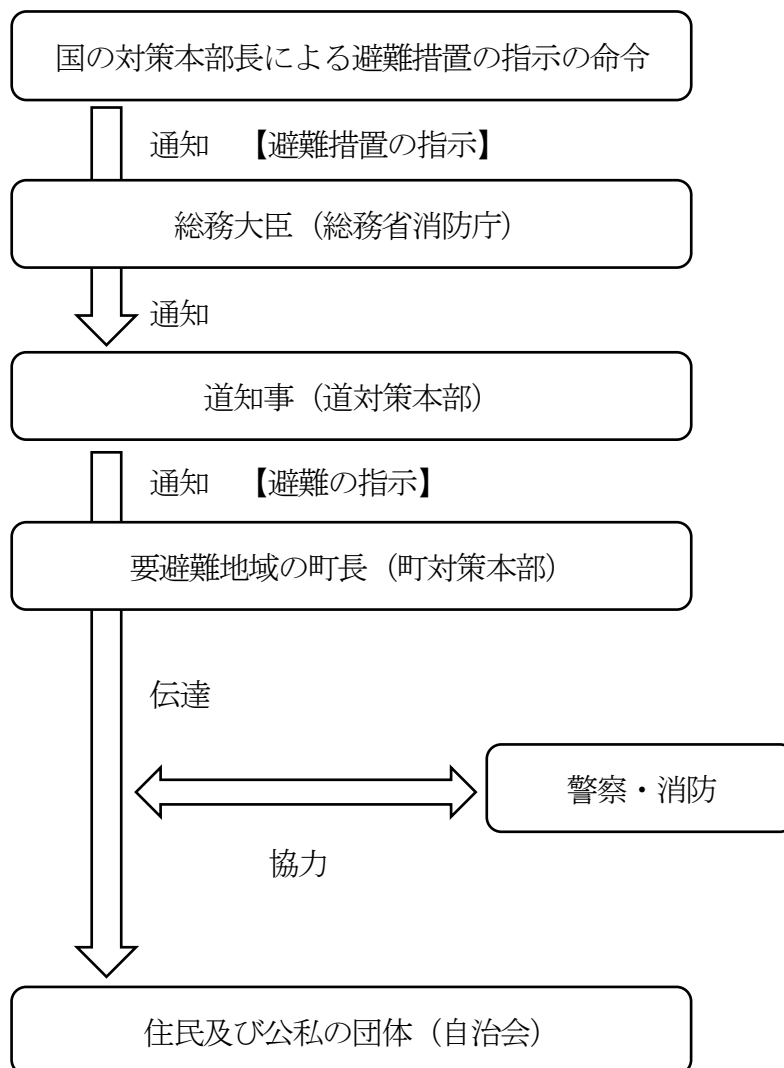 国の対策本部長による避難措置の指示の命令
通知　【避難措置の指示】
総務大臣（総務省消防庁）
通知
道知事（道対策本部）
通知　【避難の指示】
要避難地域の町長（町対策本部）
伝達
警察・消防
協力
住民及び公私の団体（自治会）